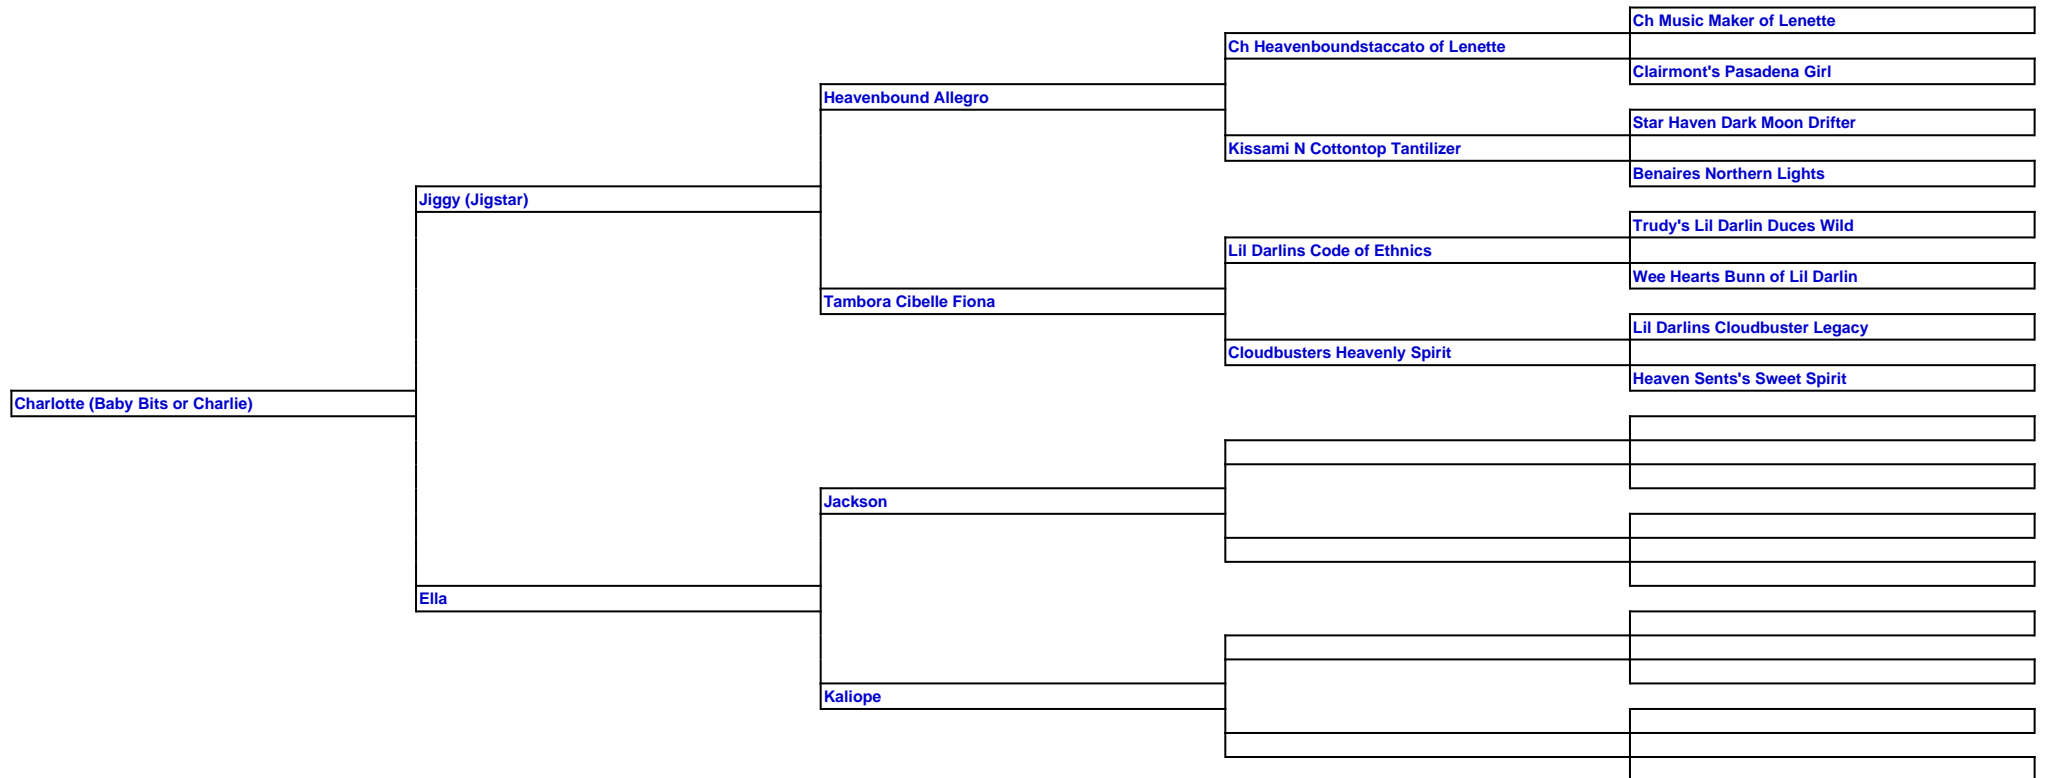 Ch Music Maker of Lenette
Ch Heavenboundstaccato of Lenette
Clairmont's Pasadena Girl
Heavenbound Allegro
Star Haven Dark Moon Drifter
Kissami N Cottontop Tantilizer
Benaires Northern Lights
Jiggy (Jigstar)
Trudy's Lil Darlin Duces Wild
Lil Darlins Code of Ethnics
Wee Hearts Bunn of Lil Darlin
Tambora Cibelle Fiona
Lil Darlins Cloudbuster Legacy
Cloudbusters Heavenly Spirit
Heaven Sents's Sweet Spirit
Charlotte (Baby Bits or Charlie)
Jackson
Ella
Kaliope